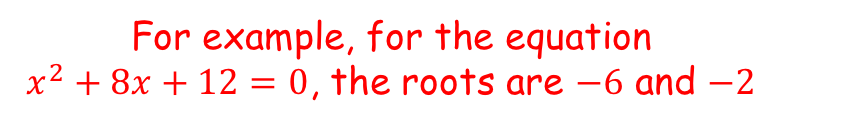 For example, for the equation
x² + 8x + 12 = 0, the roots are −6 and −2